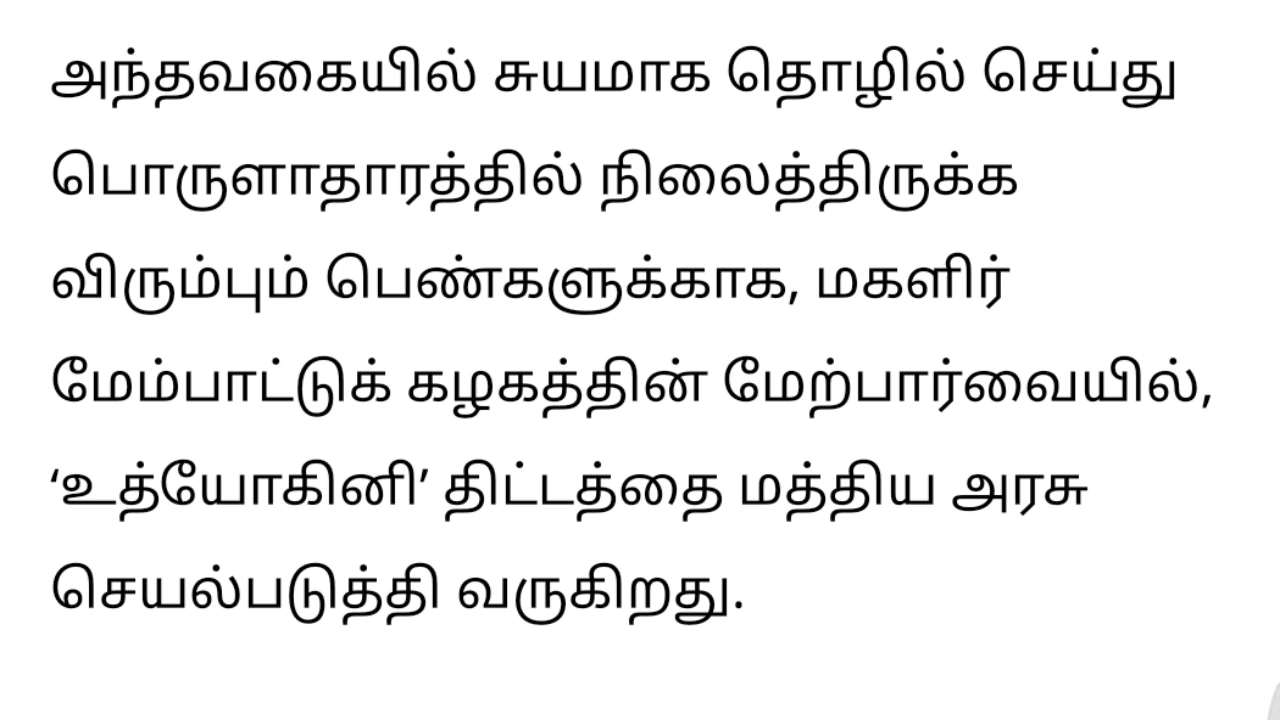 அந்தவகையில் சுயமாக தொழில் செய்து
பொருளாதாரத்தில் நிலைத்திருக்க
விரும்பும் பெண்களுக்காக, மகளிர்
மேம்பாட்டுக் கழகத்தின் மேற்பார்வையில்,
‘உத்யோகினி’ திட்டத்தை மத்திய அரசு
செயல்படுத்தி வருகிறது.